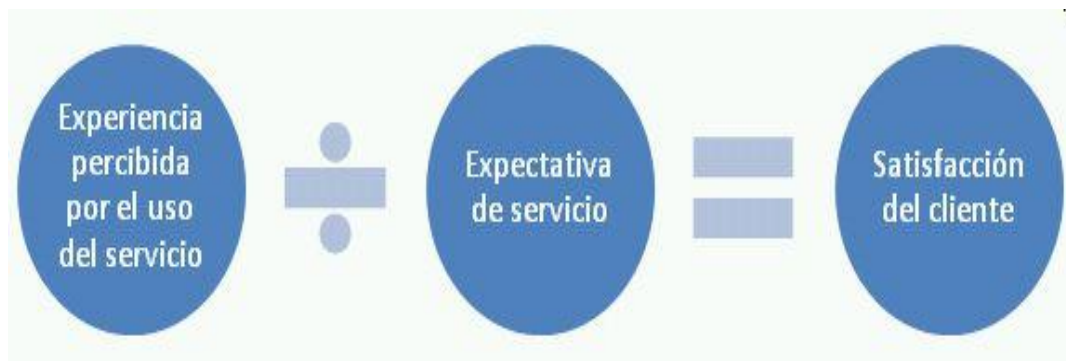 Experiencia
percibida
por el uso
del servicio
Expectativa
de servicio
Satisfacción
del cliente